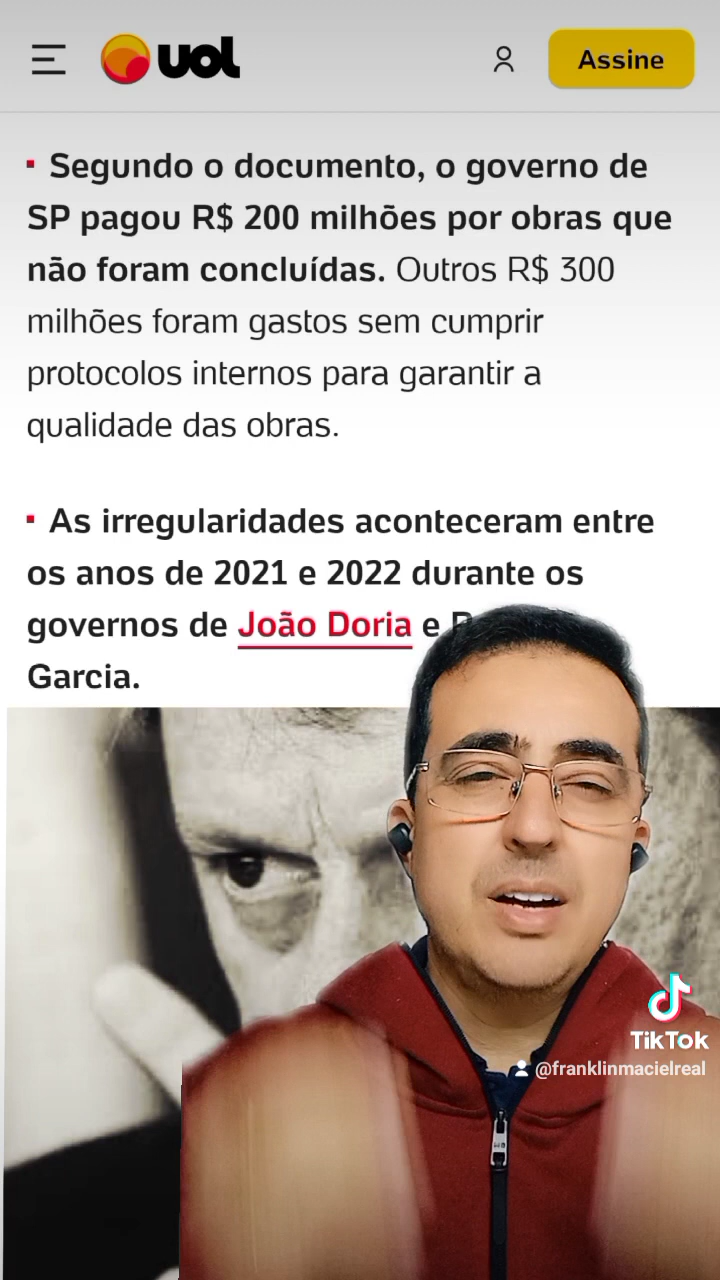 uol
Assine
Segundo o documento, o governo de
SP pagou R$ 200 milhões por obras que
não foram concluídas. Outros R$ 300
milhões foram gastos sem cumprir
protocolos internos para garantir a
qualidade das obras.
As irregularidades aconteceram entre
os anos de 2021 e 2022 durante os
governos de João Doria e
Garcia.
TikTok
@franklinmacielreal